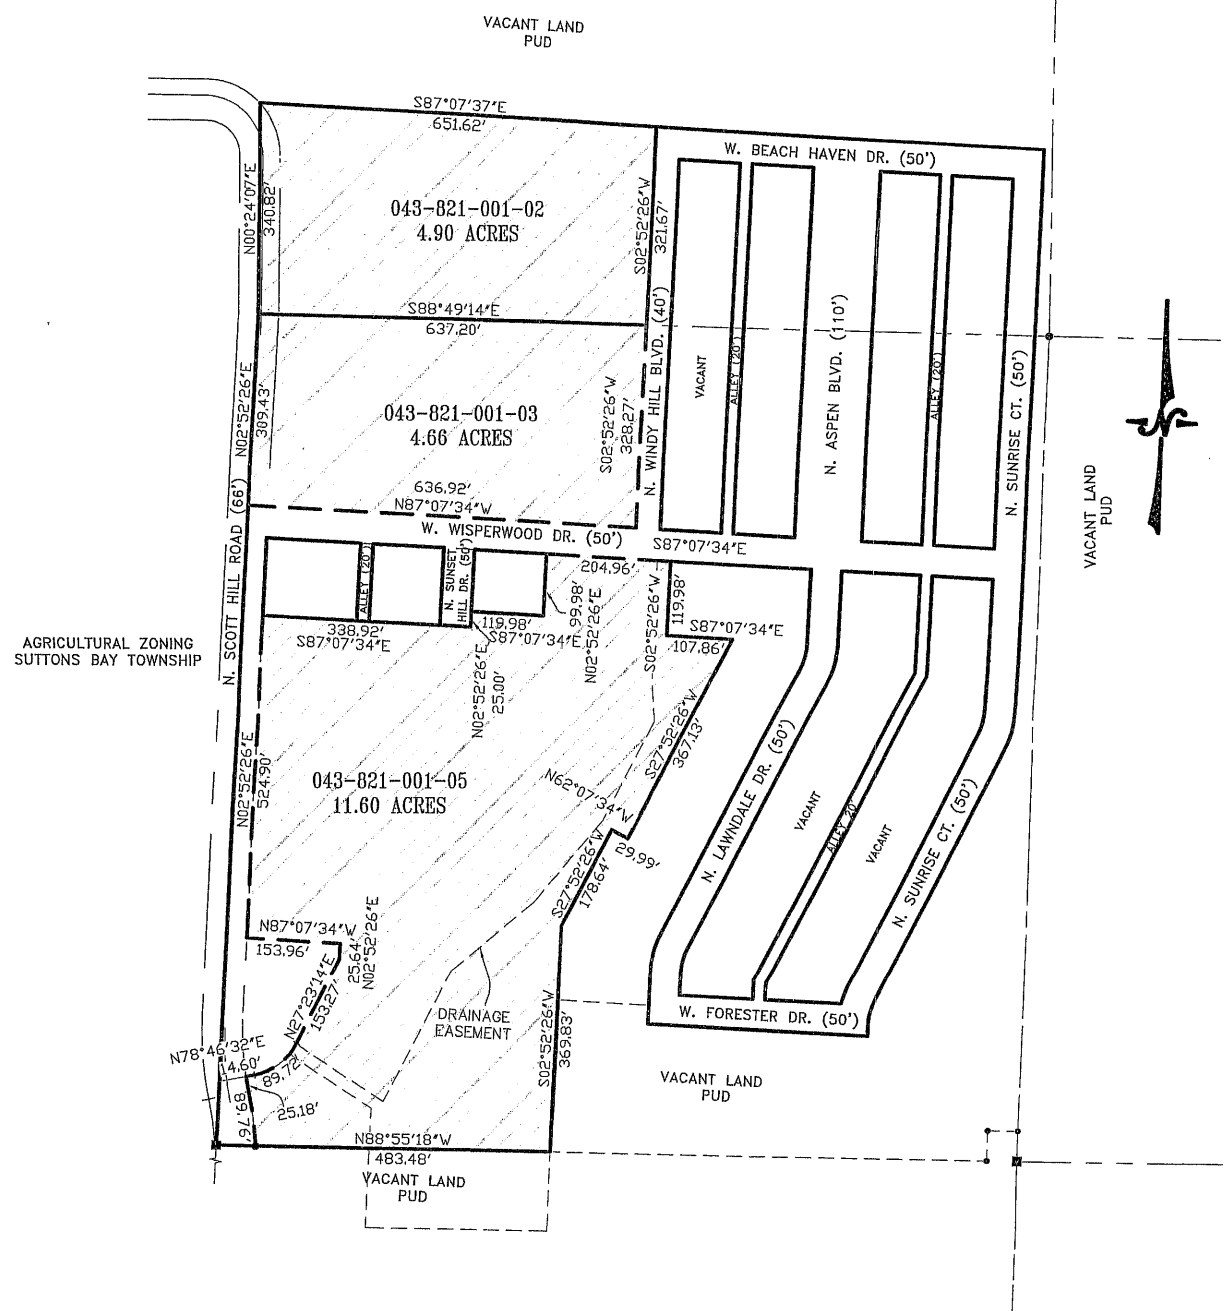 VACANT LAND
PUD
S87°07'37"E
651.62'
W. BEACH HAVEN DR. (50')
N00°24'07"E
340.82'
043-821-001-02
4.90 ACRES
S02°52'26"W
321.67'
S88°49'14"E
637.20'
N. WINDY HILL BLVD. (40')
VACANT
ALLEY (20')
N. ASPEN BLVD. (110')
ALLEY (20')
N. SUNRISE CT. (50')
N02°52'26"E
309.43'
043-821-001-03
4.66 ACRES
S02°52'26"W
328.27'
N
VACANT LAND
PUD
636.92'
N87°07'34"W
W. WISPERWOOD DR. (50')
S87°07'34"E
N. SCOTT HILL ROAD (66')
ALLEY (20')
N. SUNSET
HILL DR. (50')
204.96'
99.98'
N02°52'26"E
S02°52'26"W
119.98'
S87°07'34"E
107.86'
338.92'
S87°07'34"E
119.98'
S87°07'34"E
N02°52'26"E
25.00'
AGRICULTURAL ZONING
SUTTONS BAY TOWNSHIP
N02°52'26"E
524.90'
043-821-001-05
11.60 ACRES
S27°52'26"W
367.13'
N62°07'34"W
29.99'
S27°52'26"W
178.64'
N. LAWNDALE DR. (50')
VACANT
ALLEY 20'
VACANT
N. SUNRISE CT. (50')
N87°07'34"W
153.96'
25.64'
N02°52'26"E
N27°23'14"E
153.27'
DRAINAGE
EASEMENT
S02°52'26"W
369.83'
W. FORESTER DR. (50')
N78°46'32"E
14.60'
89.72'
25.18'
89.76'
VACANT LAND
PUD
N88°55'18"W
483.48'
VACANT LAND
PUD